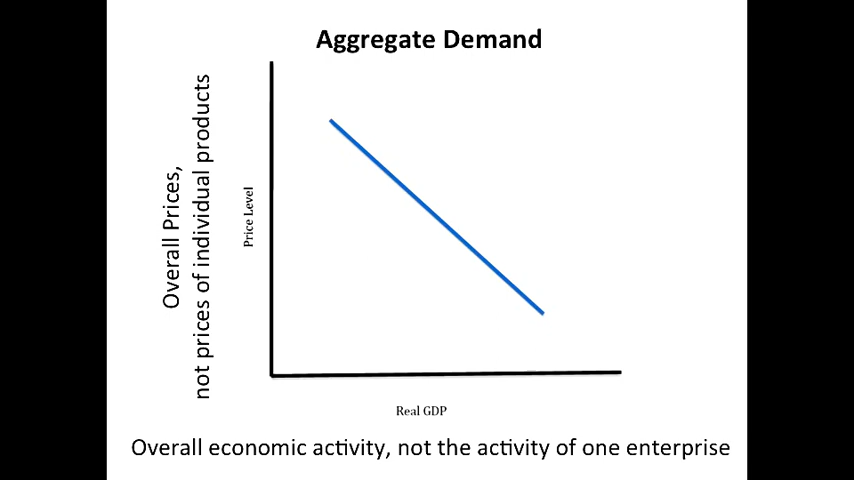 Aggregate Demand
Overall Prices,
not prices of individual products
Price Level
Real GDP
Overall economic activity, not the activity of one enterprise